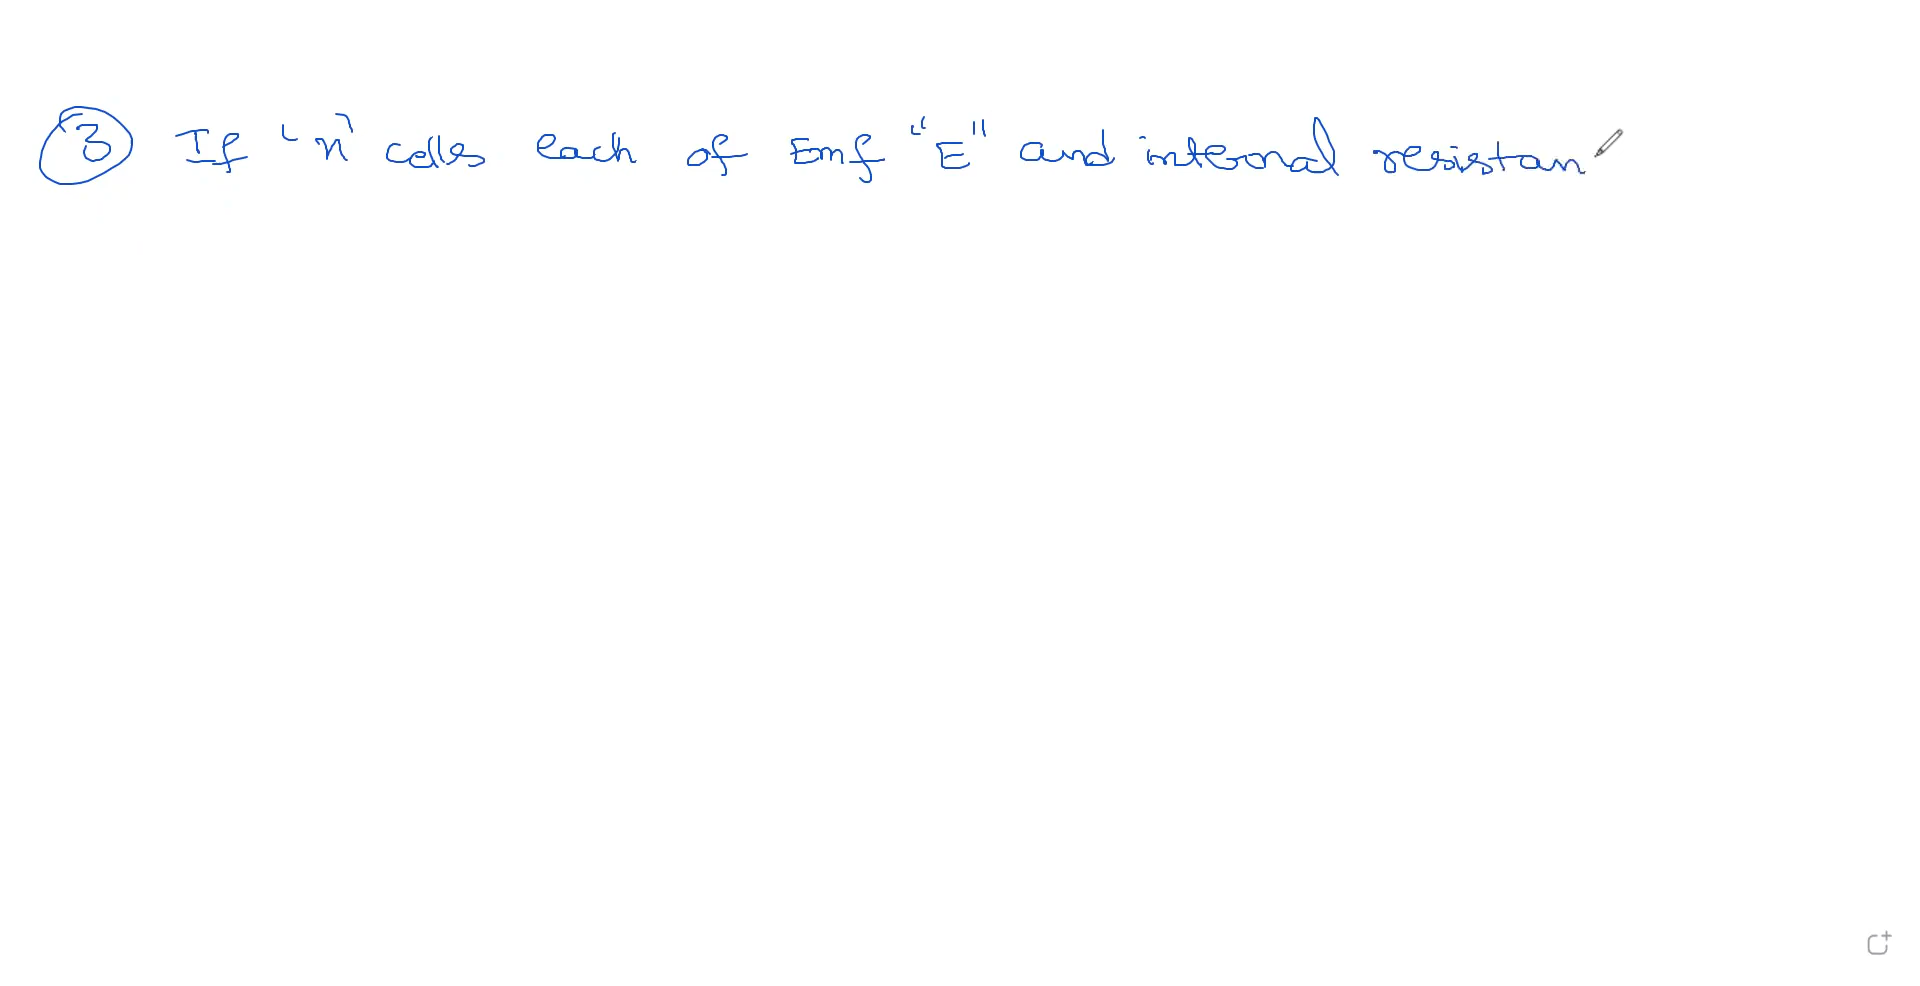 3 If 'n' cells each of Emf "E" and internal resistan